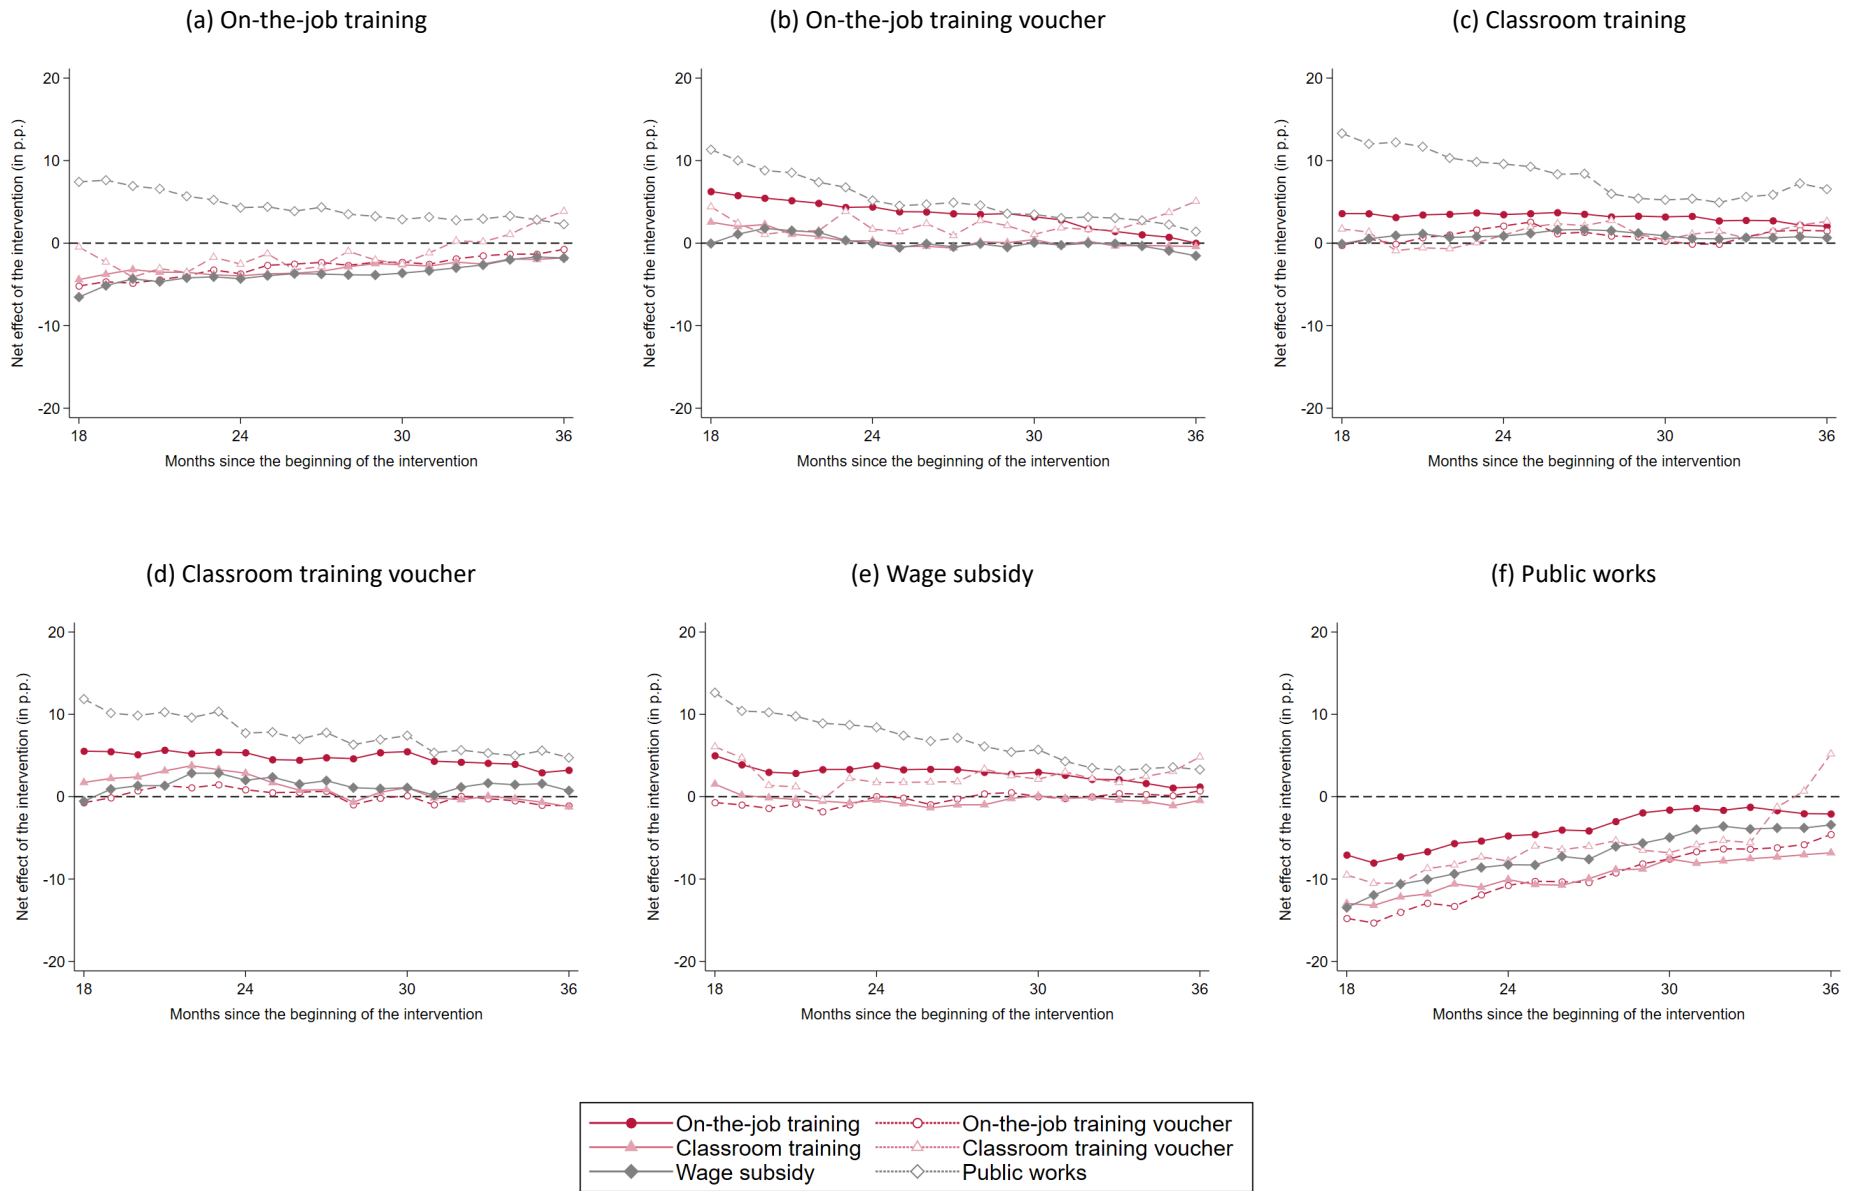 (a) On-the-job training
(b) On-the-job training voucher
(c) Classroom training
Net effect of the intervention (in p.p.)
20
10
0
-10
-20
18 24 30 36
Months since the beginning of the intervention
Net effect of the intervention (in p.p.)
20
10
0
-10
-20
18 24 30 36
Months since the beginning of the intervention
Net effect of the intervention (in p.p.)
20
10
0
-10
-20
18 24 30 36
Months since the beginning of the intervention
(d) Classroom training voucher
(e) Wage subsidy
(f) Public works
Net effect of the intervention (in p.p.)
20
10
0
-10
-20
18 24 30 36
Months since the beginning of the intervention
Net effect of the intervention (in p.p.)
20
10
0
-10
-20
18 24 30 36
Months since the beginning of the intervention
Net effect of the intervention (in p.p.)
20
10
0
-10
-20
18 24 30 36
Months since the beginning of the intervention
On-the-job training On-the-job training voucher
Classroom training Classroom training voucher
Wage subsidy Public works